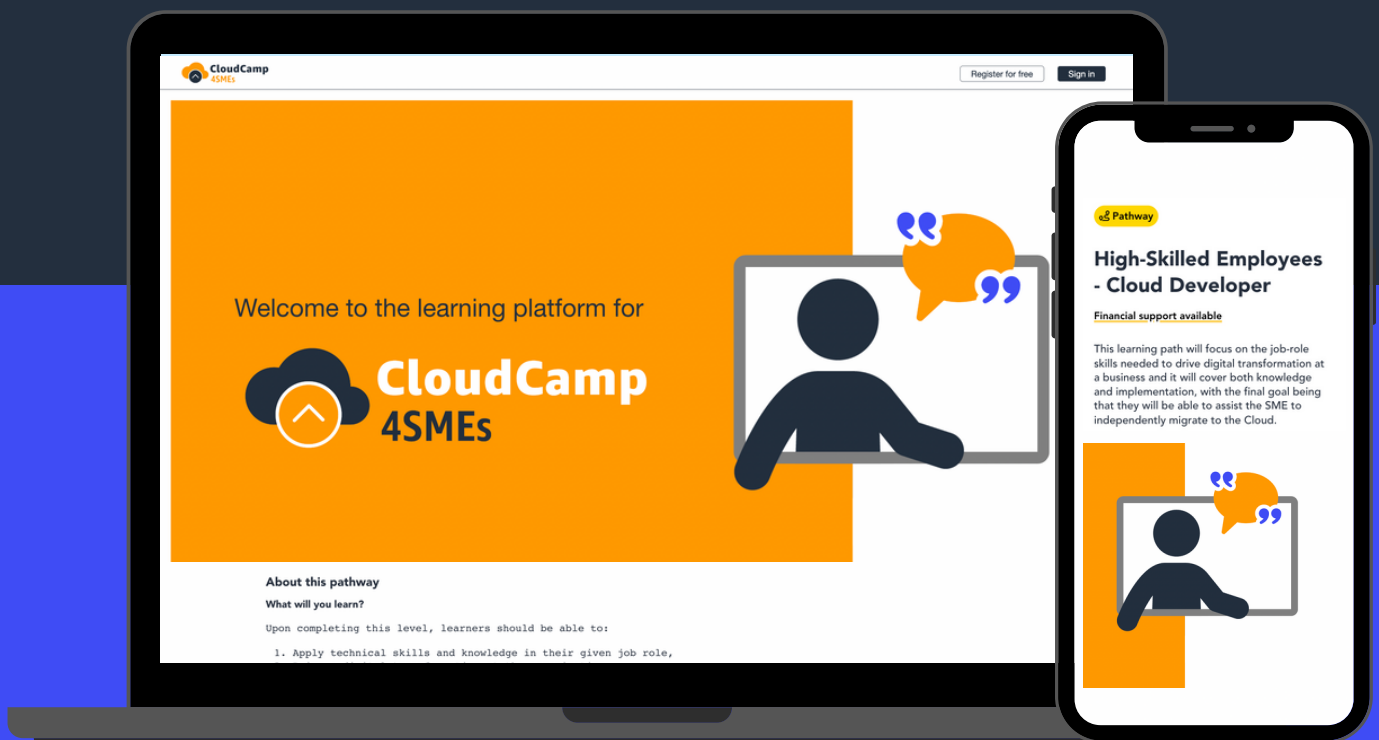 CloudCamp
4SMEs
Register for free
Sign in
Welcome to the learning platform for
CloudCamp
4SMEs
About this pathway
What will you learn?
Upon completing this level, learners should be able to:
1. Apply technical skills and knowledge in their given job role,
Pathway
High-Skilled Employees
- Cloud Developer
Financial support available
This learning path will focus on the job-role
skills needed to drive digital transformation at
a business and it will cover both knowledge
and implementation, with the final goal being
that they will be able to assist the SME to
independently migrate to the Cloud.